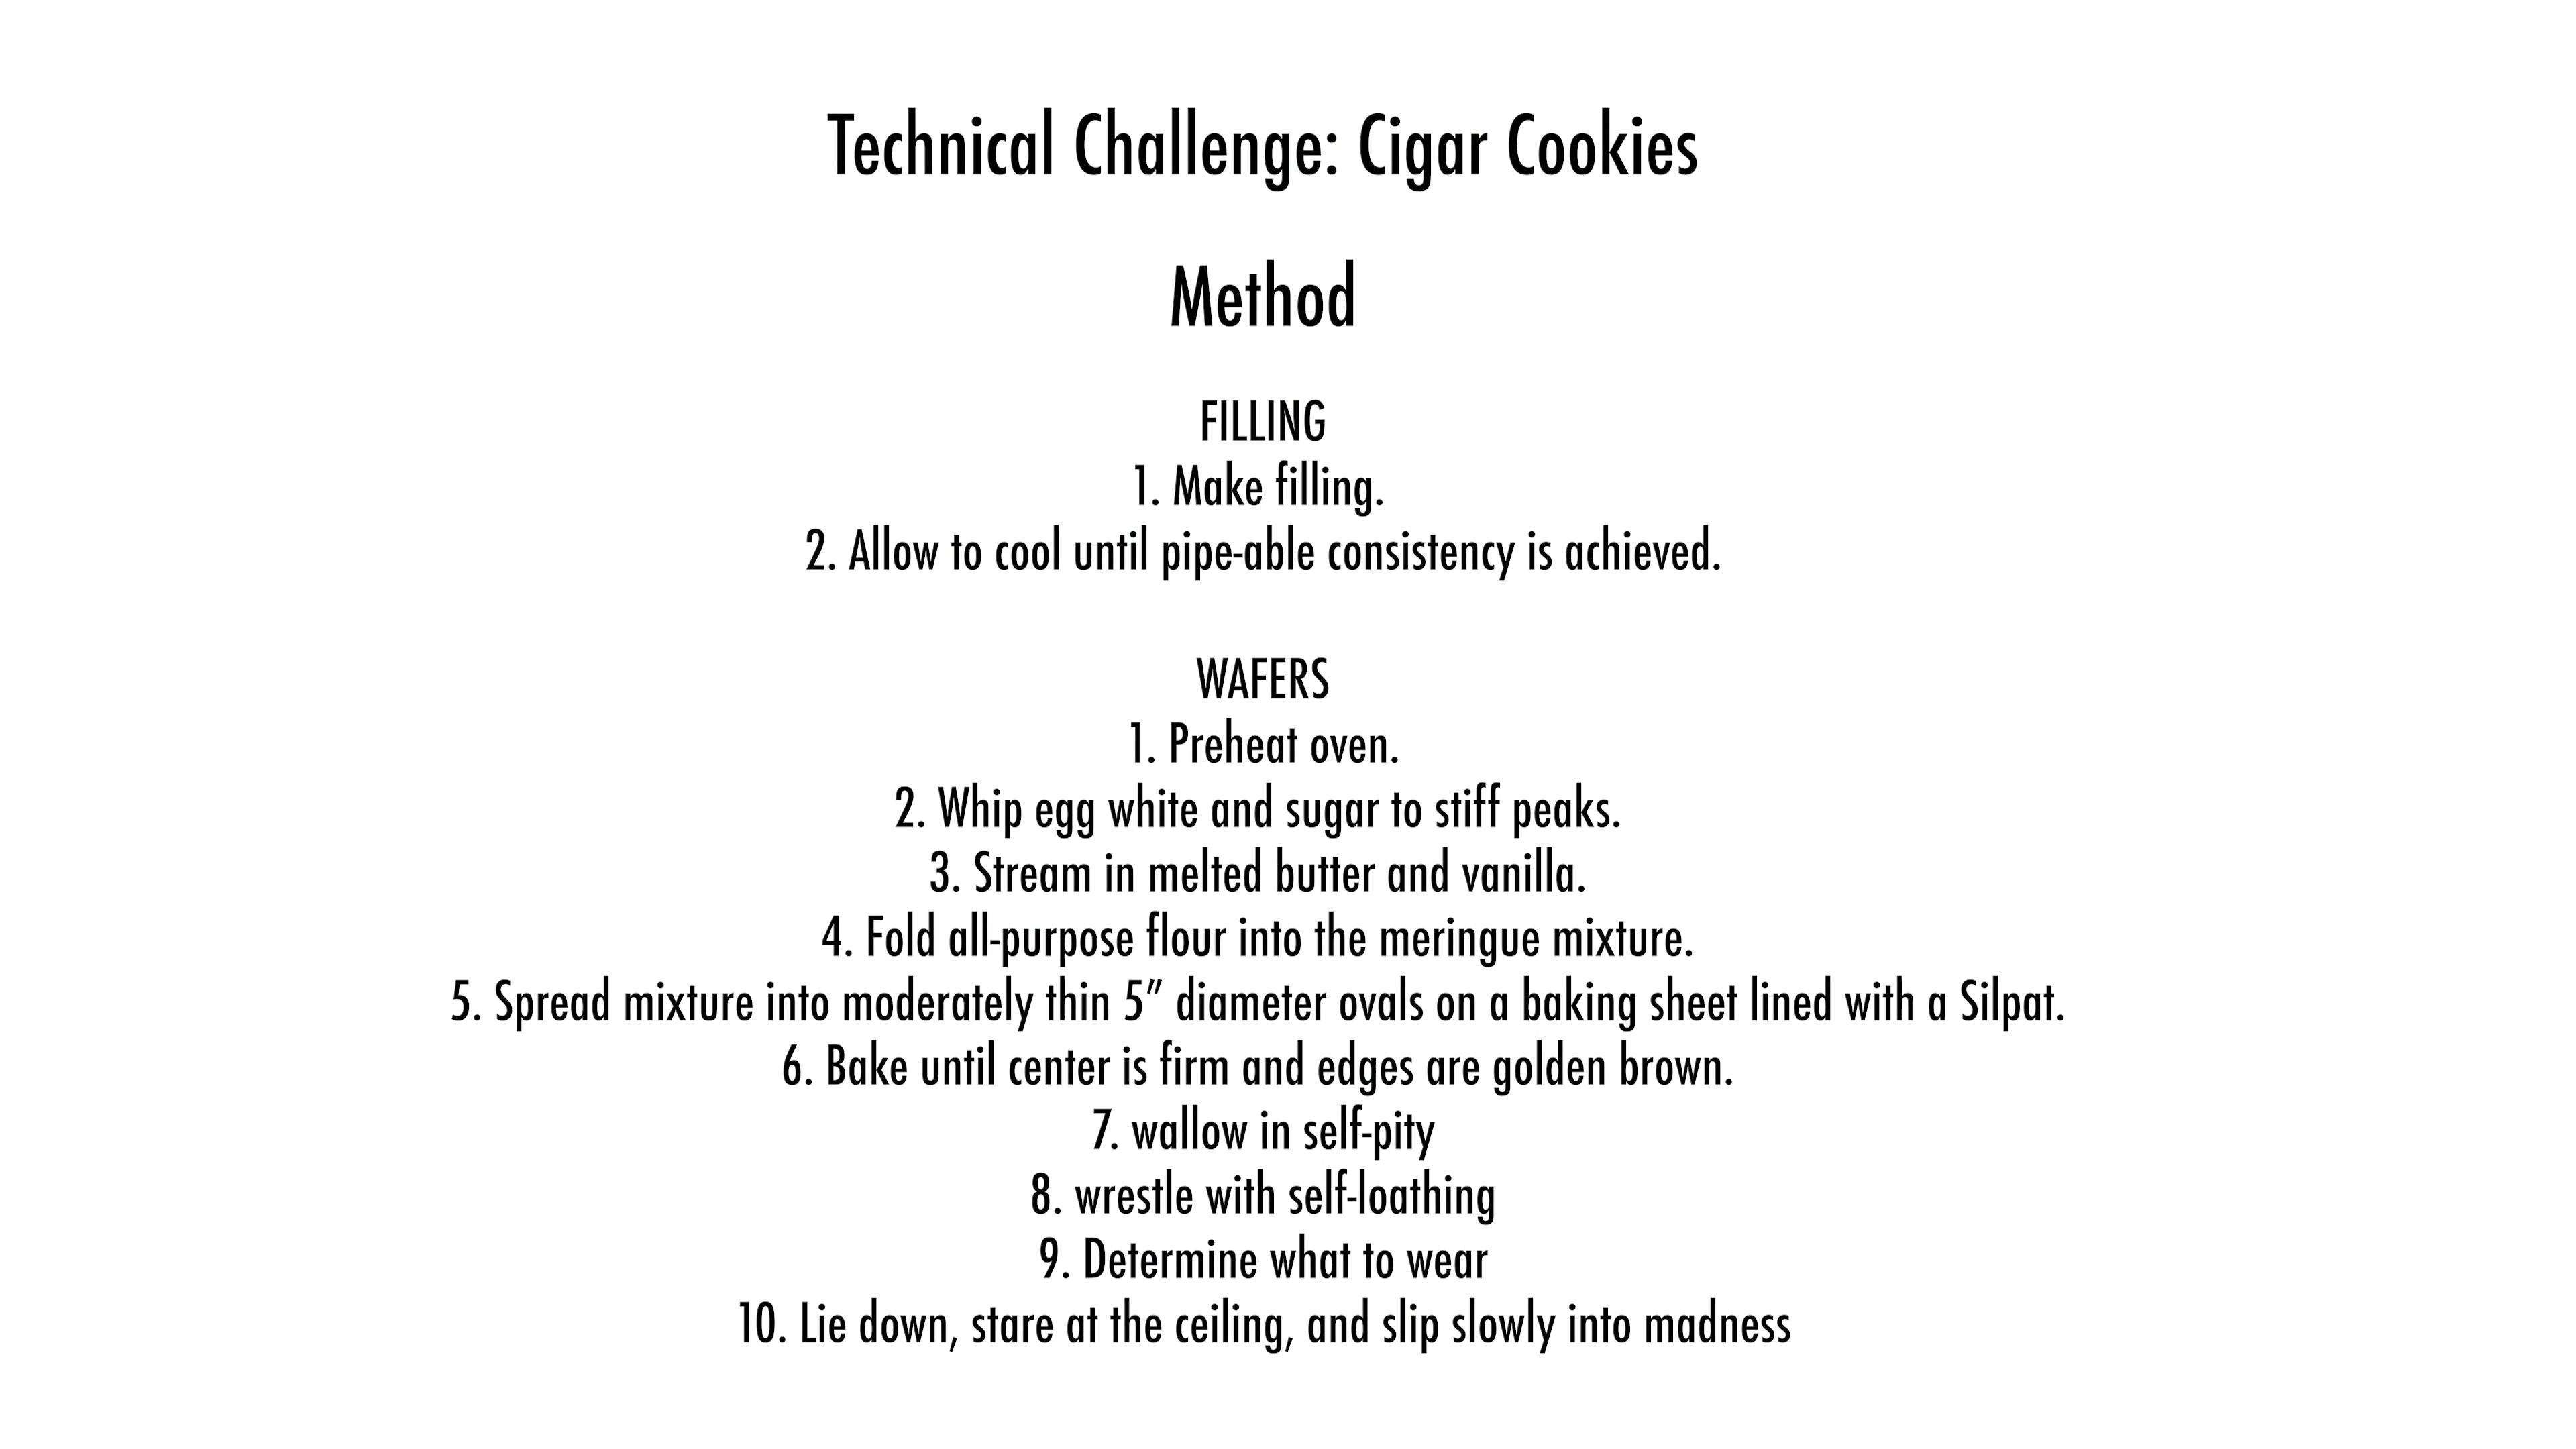 Technical Challenge: Cigar Cookies
Method
FILLING
1. Make filling.
2. Allow to cool until pipe-able consistency is achieved.
WAFERS
1. Preheat oven.
2. Whip egg white and sugar to stiff peaks.
3. Stream in melted butter and vanilla.
4. Fold all-purpose flour into the meringue mixture.
5. Spread mixture into moderately thin 5” diameter ovals on a baking sheet lined with a Silpat.
6. Bake until center is firm and edges are golden brown.
7. wallow in self-pity
8. wrestle with self-loathing
9. Determine what to wear
10. Lie down, stare at the ceiling, and slip slowly into madness